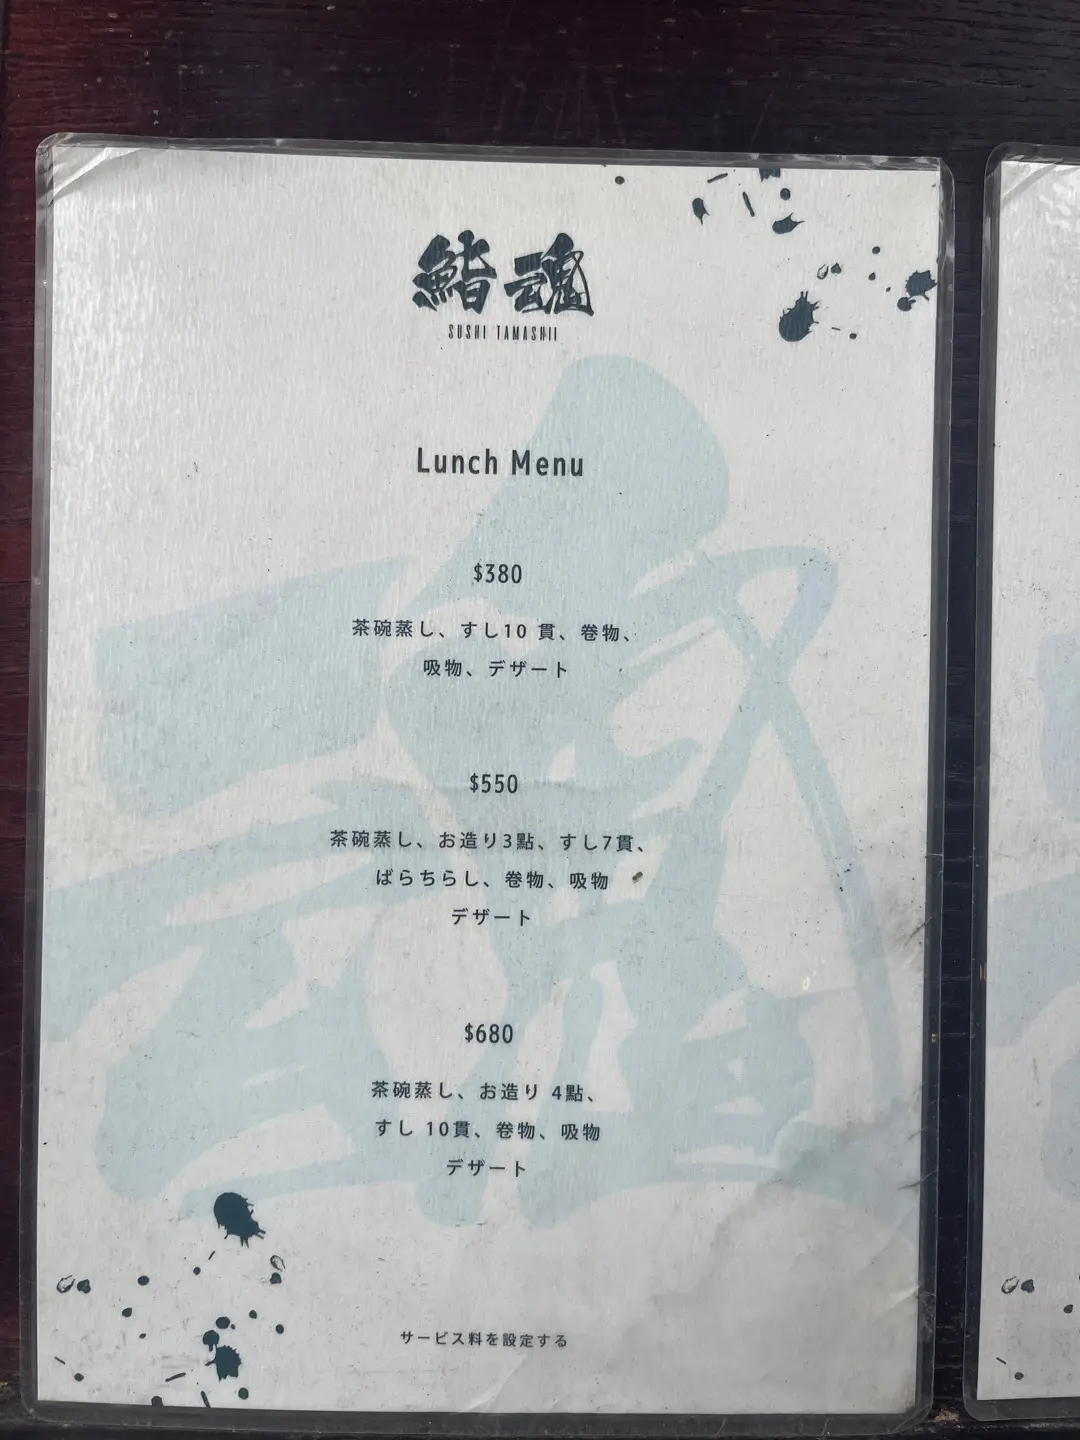 鮨魂
SUSHI TAMASHII
Lunch Menu
$380
茶碗蒸し、すし10 貫、巻物、
吸物、デザート
$550
茶碗蒸し、お造り3點、すし7貫、
ばらちらし、巻物、吸物
デザート
$680
茶碗蒸し、お造り 4點、
すし 10貫、巻物、吸物
デザート
サービス料を設定する